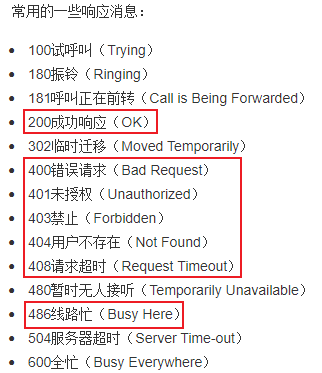 常用的一些响应消息：
100试呼叫（Trying）
180振铃（Ringing）
181呼叫正在前转（Call is Being Forwarded）
200成功响应（OK）
302临时迁移（Moved Temporarily）
400错误请求（Bad Request）
401未授权（Unauthorized）
403禁止（Forbidden）
404用户不存在（Not Found）
408请求超时（Request Timeout）
480暂时无人接听（Temporarily Unavailable）
486线路忙（Busy Here）
504服务器超时（Server Time-out）
600全忙（Busy Everywhere）